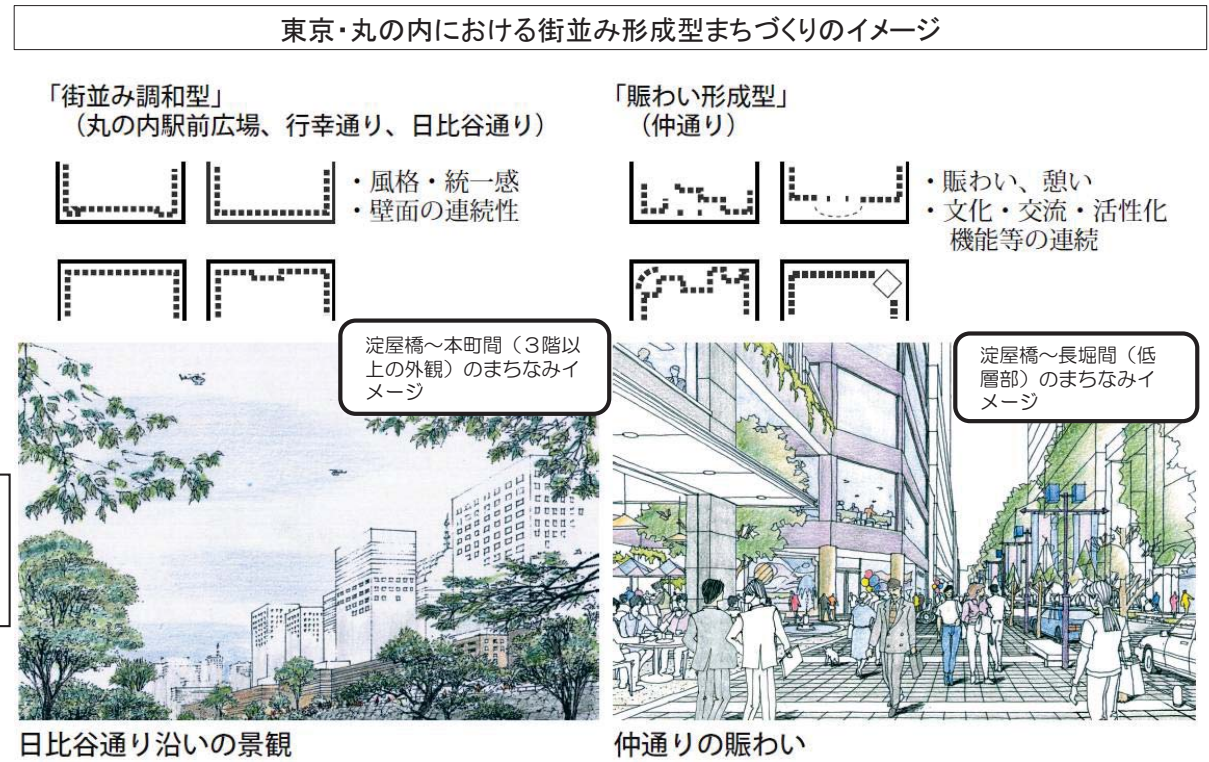 東京・丸の内における街並み形成型まちづくりのイメージ
「街並み調和型」
（丸の内駅前広場、行幸通り、日比谷通り）
・風格・統一感
・壁面の連続性
「賑わい形成型」
（仲通り）
・賑わい、憩い
・文化・交流・活性化
機能等の連続
淀屋橋～本町間（３階以
上の外観）のまちなみイ
メージ
淀屋橋～長堀間（低
層部）のまちなみイ
メージ
日比谷通り沿いの景観
仲通りの賑わい